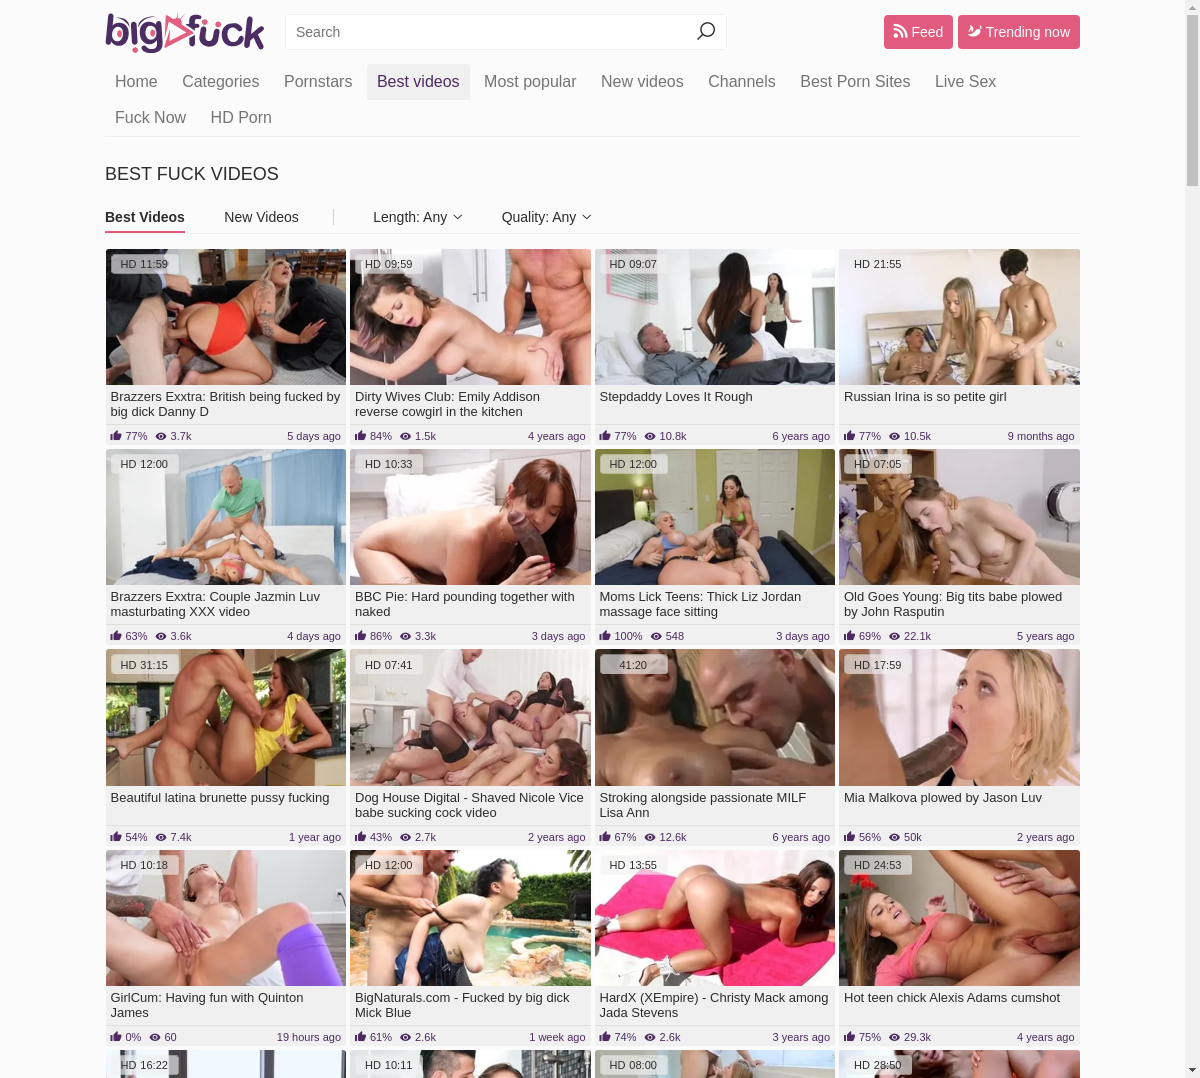 bigfuck
Search
Feed
Trending now
Home Categories Pornstars Best videos Most popular New videos Channels Best Porn Sites Live Sex
Fuck Now HD Porn
BEST FUCK VIDEOS
Best Videos New Videos Length: Any Quality: Any
HD 11:59
HD 09:59
HD 09:07
HD 21:55
Brazzers Exxtra: British being fucked by
big dick Danny D
Dirty Wives Club: Emily Addison
reverse cowgirl in the kitchen
Stepdaddy Loves It Rough
Russian Irina is so petite girl
77% 3.7k 5 days ago
84% 1.5k 4 years ago
77% 10.8k 6 years ago
77% 10.5k 9 months ago
HD 12:00
HD 10:33
HD 12:00
HD 07:05
Brazzers Exxtra: Couple Jazmin Luv
masturbating XXX video
BBC Pie: Hard pounding together with
naked
Moms Lick Teens: Thick Liz Jordan
massage face sitting
Old Goes Young: Big tits babe plowed
by John Rasputin
63% 3.6k 4 days ago
86% 3.3k 3 days ago
100% 548 3 days ago
69% 22.1k 5 years ago
HD 31:15
HD 07:41
41:20
HD 17:59
Beautiful latina brunette pussy fucking
Dog House Digital - Shaved Nicole Vice
babe sucking cock video
Stroking alongside passionate MILF
Lisa Ann
Mia Malkova plowed by Jason Luv
54% 7.4k 1 year ago
43% 2.7k 2 years ago
67% 12.6k 6 years ago
56% 50k 2 years ago
HD 10:18
HD 12:00
HD 13:55
HD 24:53
GirlCum: Having fun with Quinton
James
BigNaturals.com - Fucked by big dick
Mick Blue
HardX (XEmpire) - Christy Mack among
Jada Stevens
Hot teen chick Alexis Adams cumshot
0% 60 19 hours ago
61% 2.6k 1 week ago
74% 2.6k 3 years ago
75% 29.3k 4 years ago
HD 16:22
HD 10:11
HD 08:00
HD 28:50